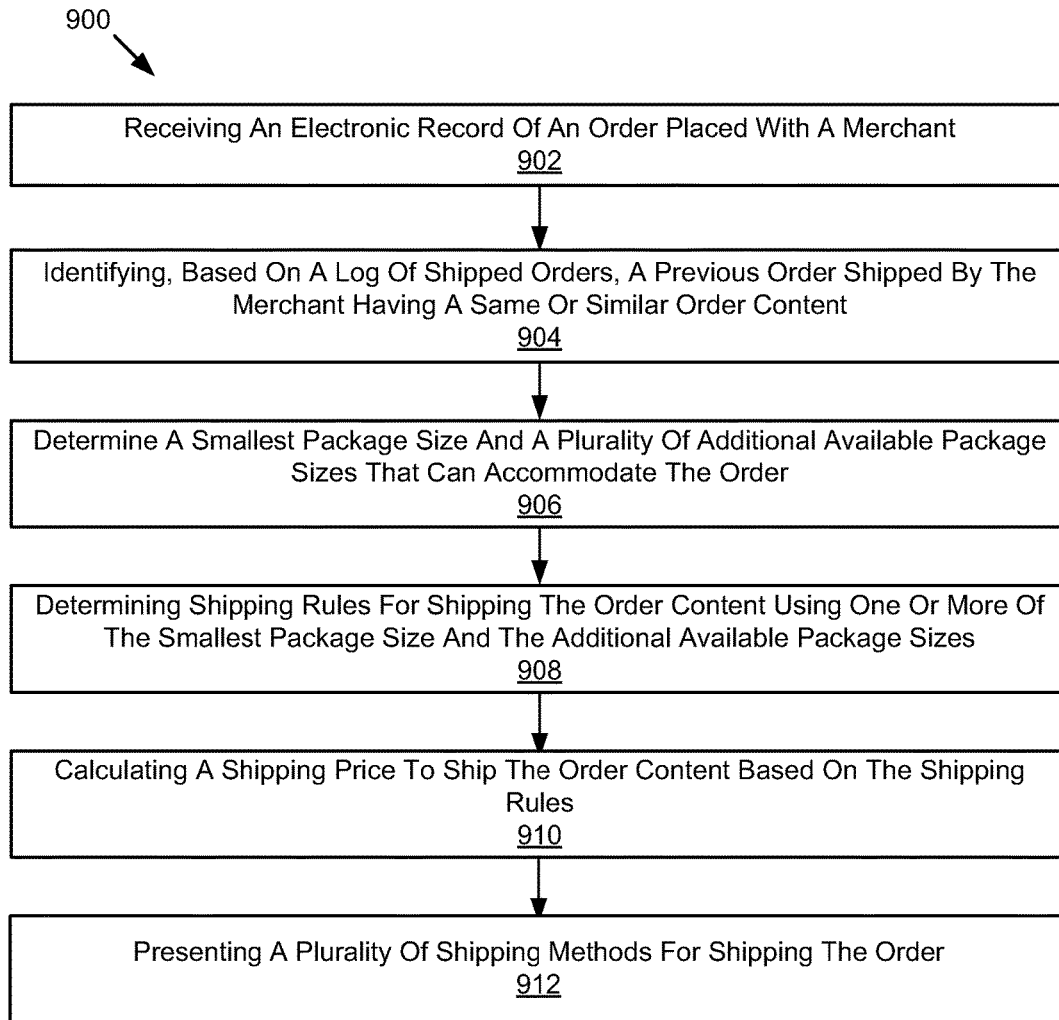 900
Receiving An Electronic Record Of An Order Placed With A Merchant
902
Identifying, Based On A Log Of Shipped Orders, A Previous Order Shipped By The
Merchant Having A Same Or Similar Order Content
904
Determine A Smallest Package Size And A Plurality Of Additional Available Package
Sizes That Can Accommodate The Order
906
Determining Shipping Rules For Shipping The Order Content Using One Or More Of
The Smallest Package Size And The Additional Available Package Sizes
908
Calculating A Shipping Price To Ship The Order Content Based On The Shipping
Rules
910
Presenting A Plurality Of Shipping Methods For Shipping The Order
912